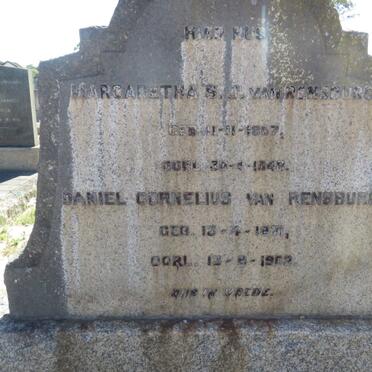 HIER RUS
MARGARETHA S. J. VAN RENSBURG
GEB. 11-11-1867,
OORL. 30-4-1948.
DANIEL CORNELIUS VAN RENSBURG
GEB. 13-4-1871,
OORL. 13-8-1952.
RUS IN VREDE.